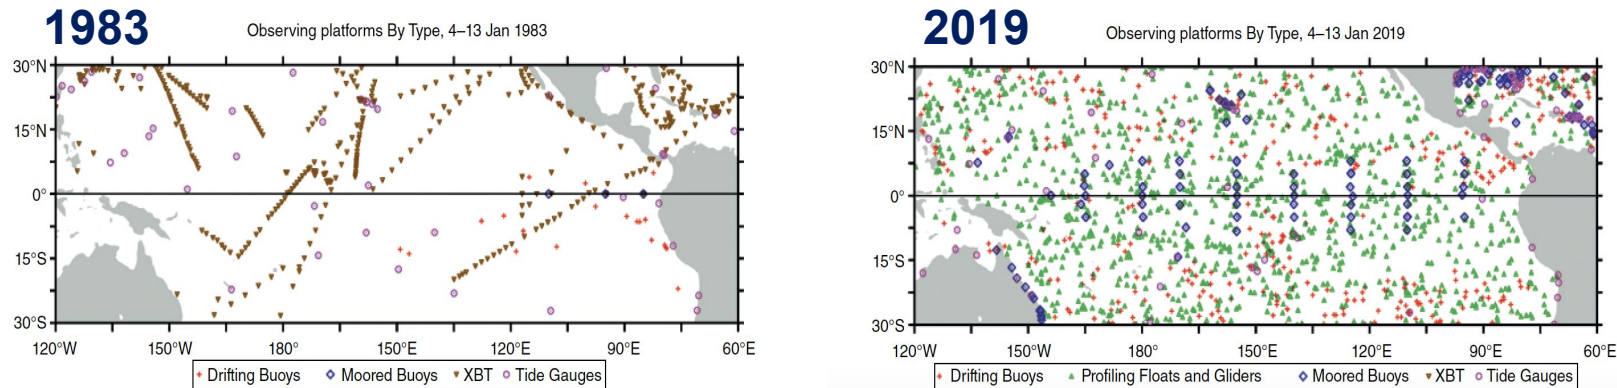 1983
Observing platforms By Type, 4–13 Jan 1983
30°N
15°N
0°
15°S
30°S
120°W 150°W 180° 150°E 120°E 90°E 60°E
Drifting Buoys Moored Buoys XBT Tide Gauges
2019
Observing platforms By Type, 4–13 Jan 2019
30°N
15°N
0°
15°S
30°S
120°W 150°W 180° 150°E 120°E 90°E 60°E
Drifting Buoys Profiling Floats and Gliders Moored Buoys XBT Tide Gauges